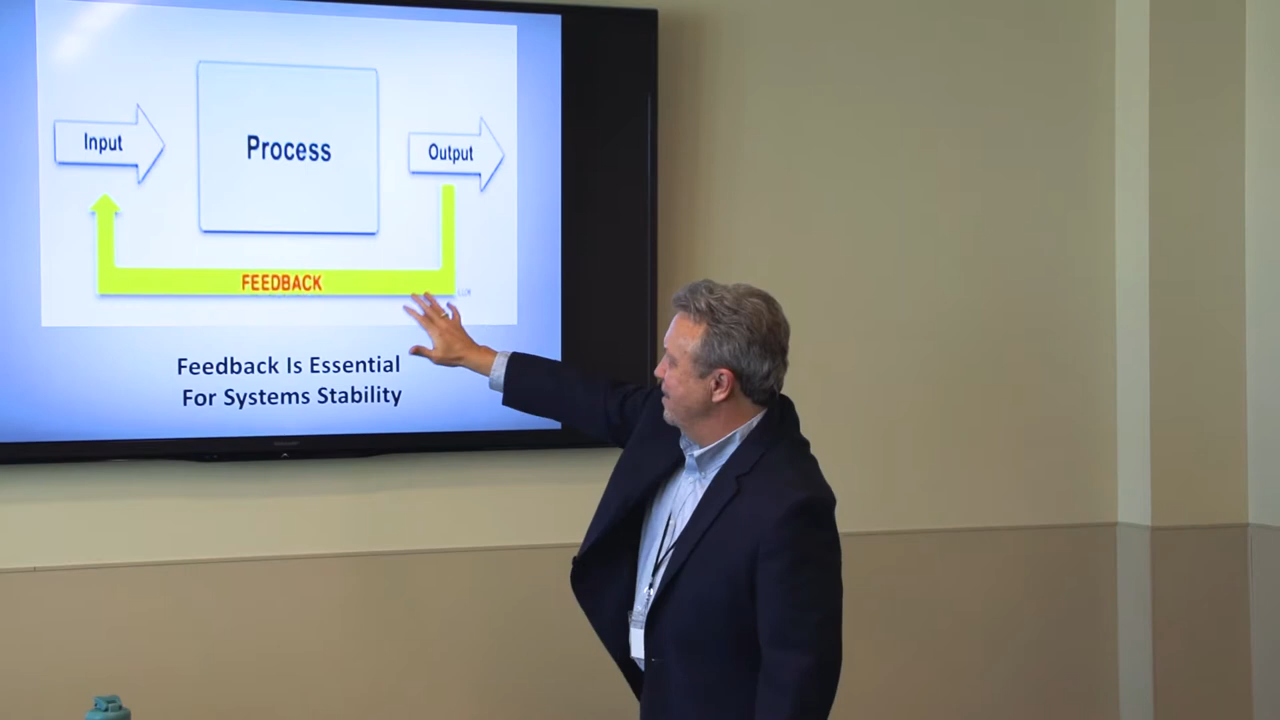 Input
Process
Output
FEEDBACK
Feedback Is Essential
For Systems Stability